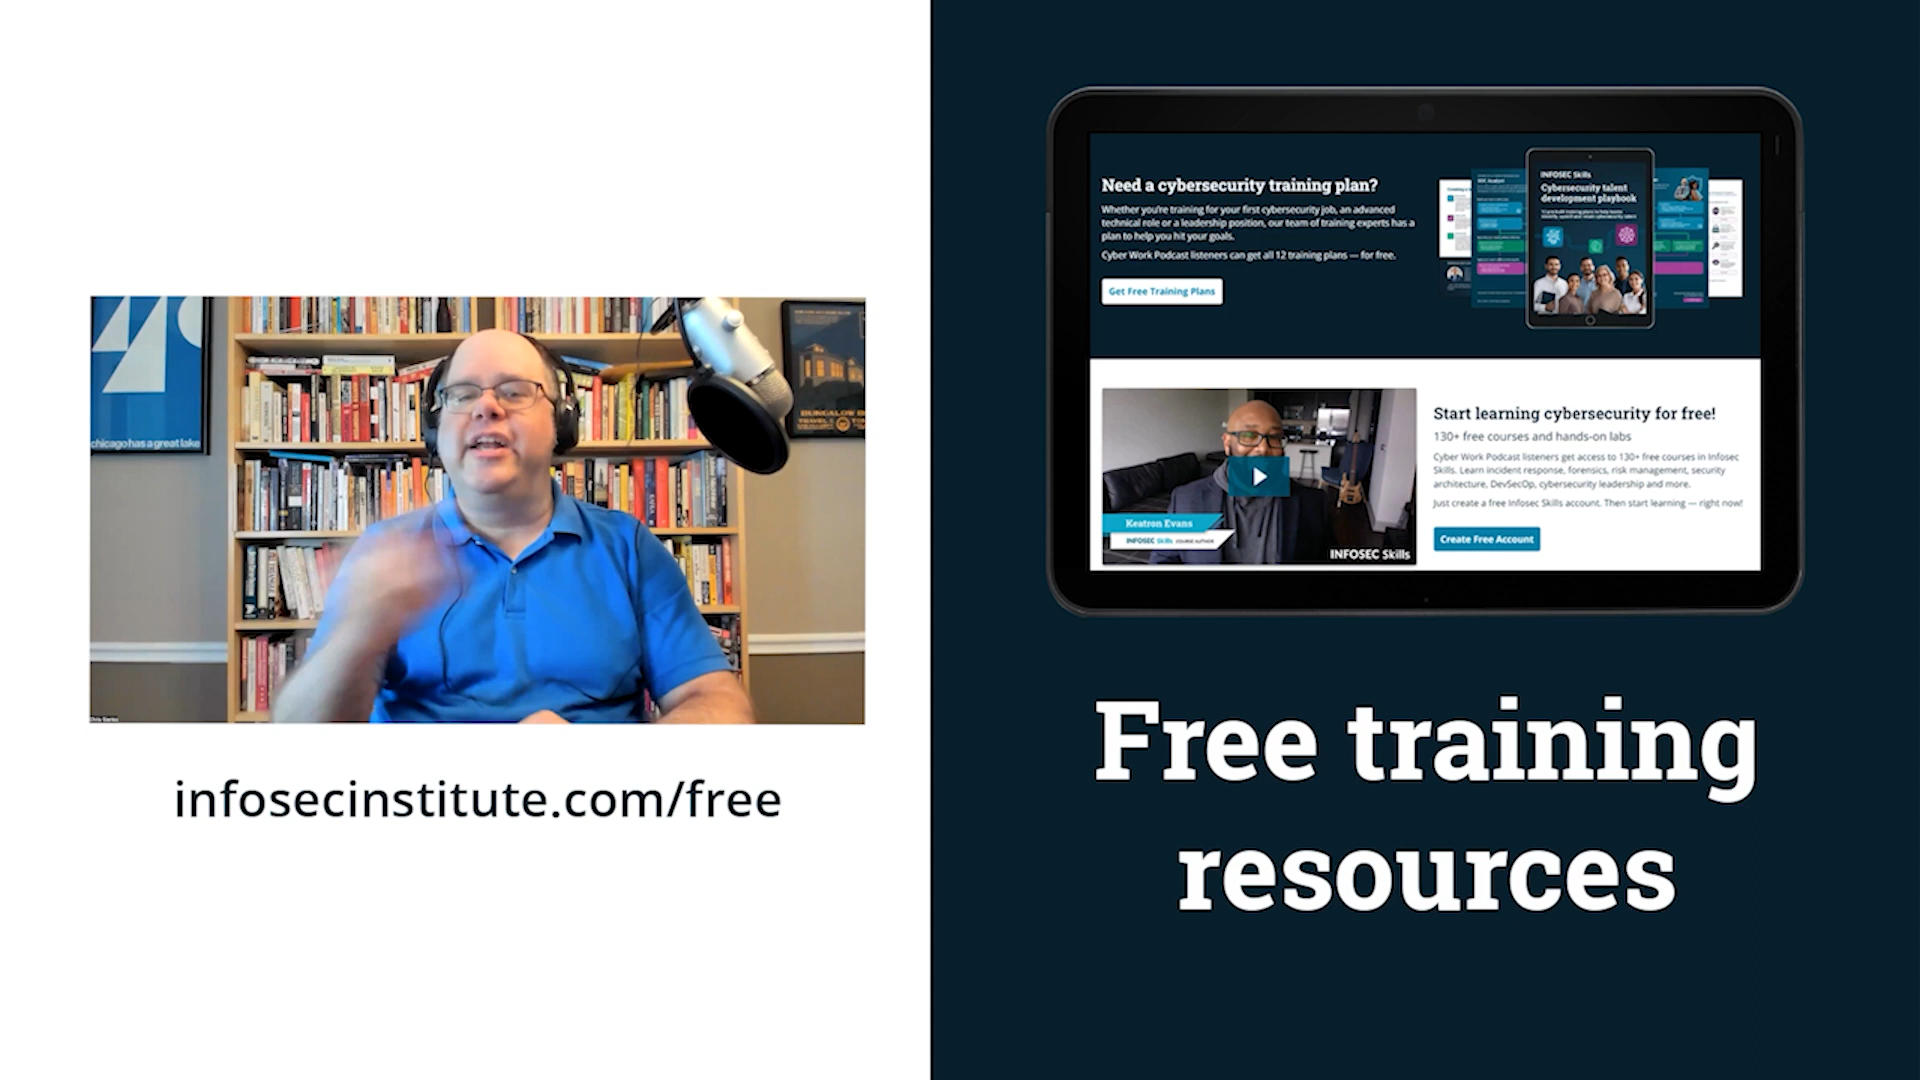 chicago has a great lake
BUNGALOW
infosecinstitute.com/free
Need a cybersecurity training plan?
Whether you're training for your first cybersecurity job, an advanced
technical role or a leadership position, our team of training experts has a
plan to help you hit your goals.
Cyber Work Podcast listeners can get all 12 training plans — for free.
Get Free Training Plans
INFOSEC Skills
Cybersecurity talent
development playbook
Keatron Evans
INFOSEC Skills COURSE AUTHOR
INFOSEC Skills
Start learning cybersecurity for free!
130+ free courses and hands-on labs
Cyber Work Podcast listeners get access to 130+ free courses in Infosec
Skills. Learn incident response, forensics, risk management, security
architecture, DevSecOp, cybersecurity leadership and more.
Just create a free Infosec Skills account. Then start learning — right now!
Create Free Account
Free training
resources